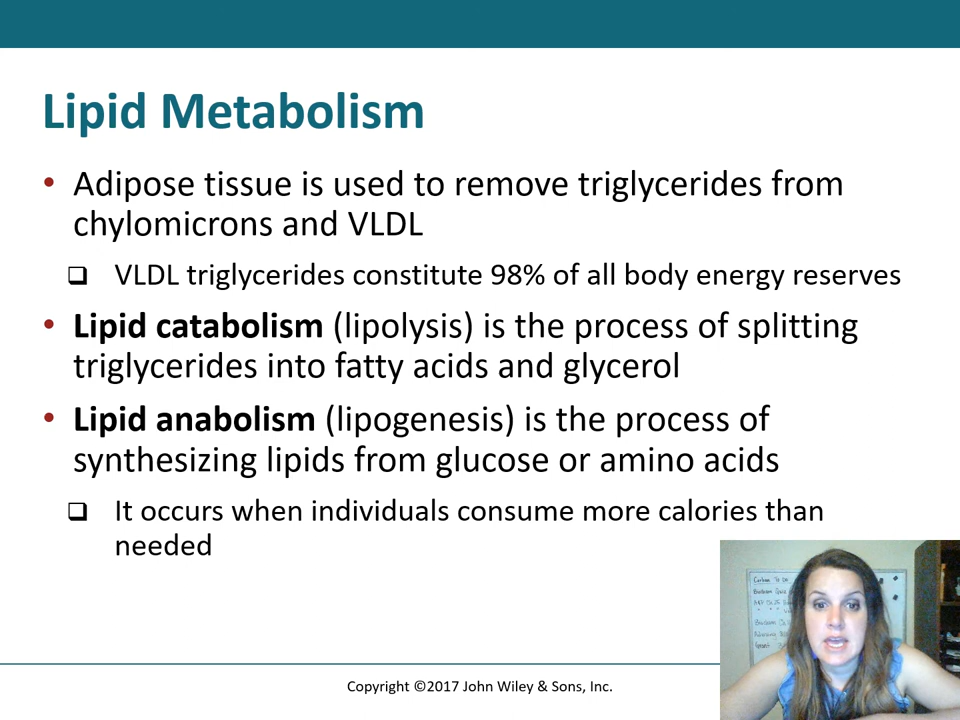 Lipid Metabolism
• Adipose tissue is used to remove triglycerides from
chylomicrons and VLDL
❑ VLDL triglycerides constitute 98% of all body energy reserves
• Lipid catabolism (lipolysis) is the process of splitting
triglycerides into fatty acids and glycerol
• Lipid anabolism (lipogenesis) is the process of
synthesizing lipids from glucose or amino acids
❑ It occurs when individuals consume more calories than
needed
Copyright ©2017 John Wiley & Sons, Inc.